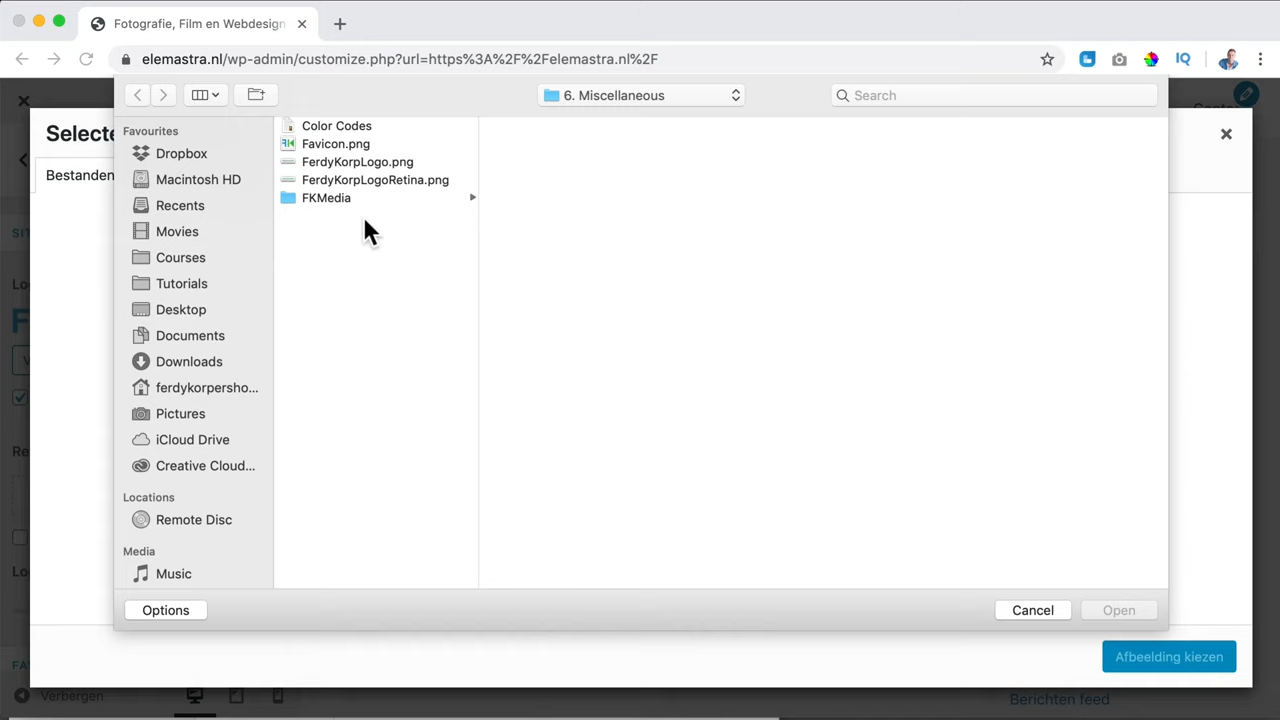 Fotografie, Film en Webdesign
elemastra.nl/wp-admin/customize.php?url=https%3A%2F%2Felemastra.nl%2F
IQ
6. Miscellaneous
Search
Selecte
Bestanden
Favourites
Dropbox
Macintosh HD
Recents
Movies
Courses
Tutorials
Desktop
Documents
Downloads
ferdykorpersho...
Pictures
iCloud Drive
Creative Cloud...
Locations
Remote Disc
Media
Music
Color Codes
Favicon.png
FerdyKorpLogo.png
FerdyKorpLogoRetina.png
FKMedia
Options
Cancel
Open
Afbeelding kiezen
Verbergen
Berichten feed